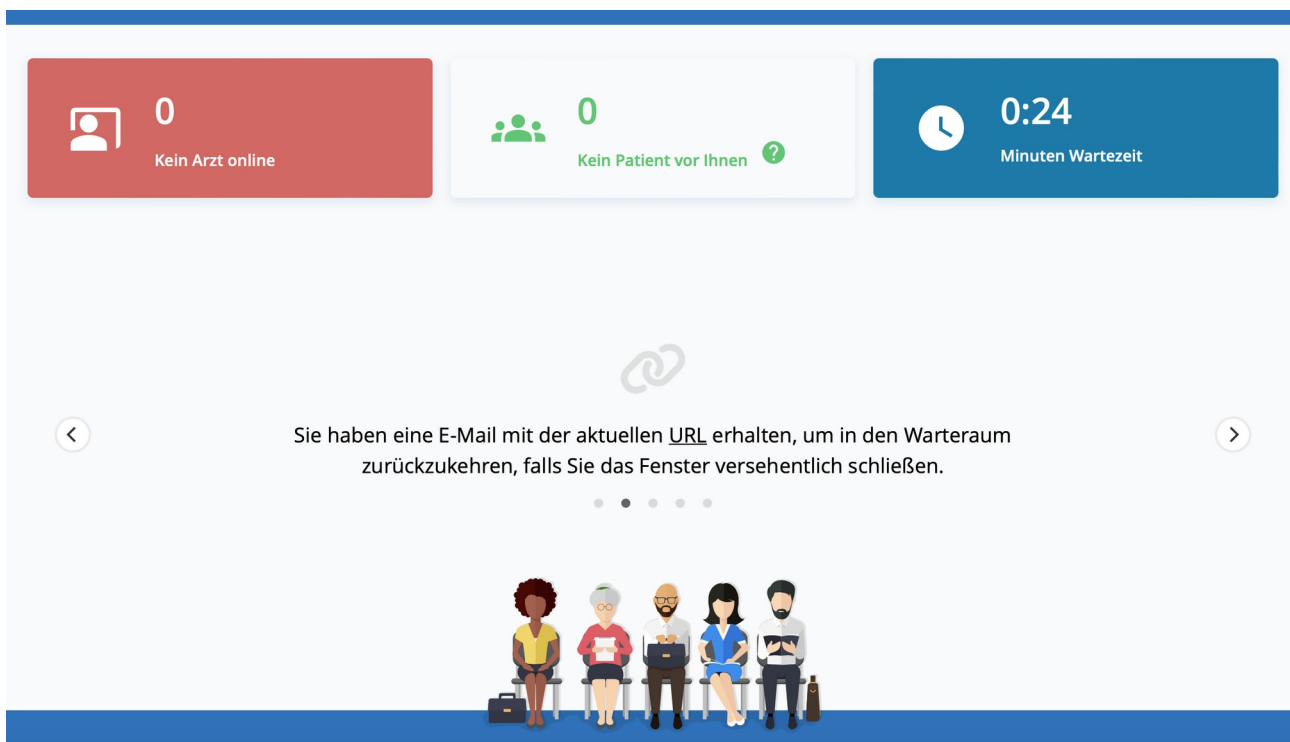 0
Kein Arzt online
0
Kein Patient vor Ihnen ?
0:24
Minuten Wartezeit
Sie haben eine E-Mail mit der aktuellen URL erhalten, um in den Warteraum
zurückzukehren, falls Sie das Fenster versehentlich schließen.